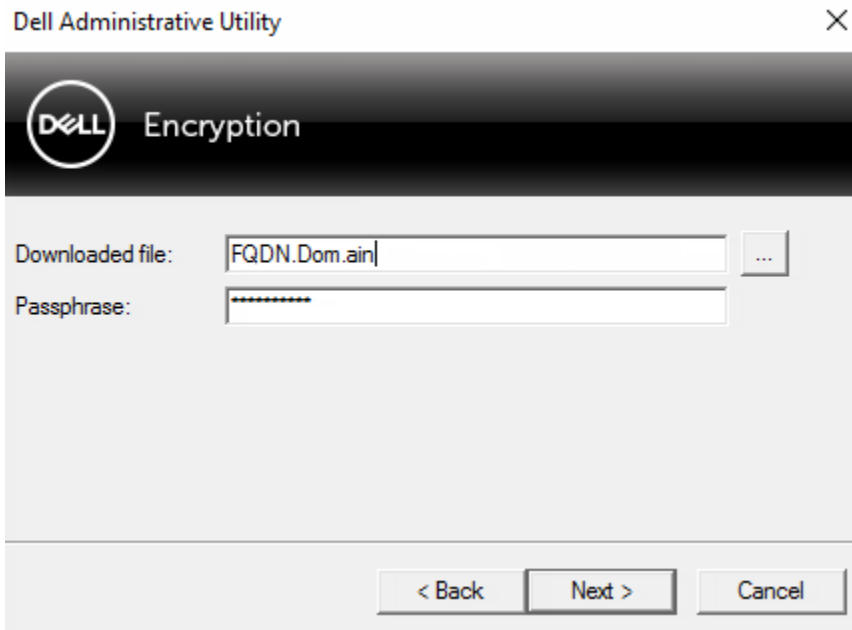 Dell Administrative Utility
DELL Encryption
Downloaded file: FQDN.Dom.ain ...
Passphrase: **********
< Back Next > Cancel